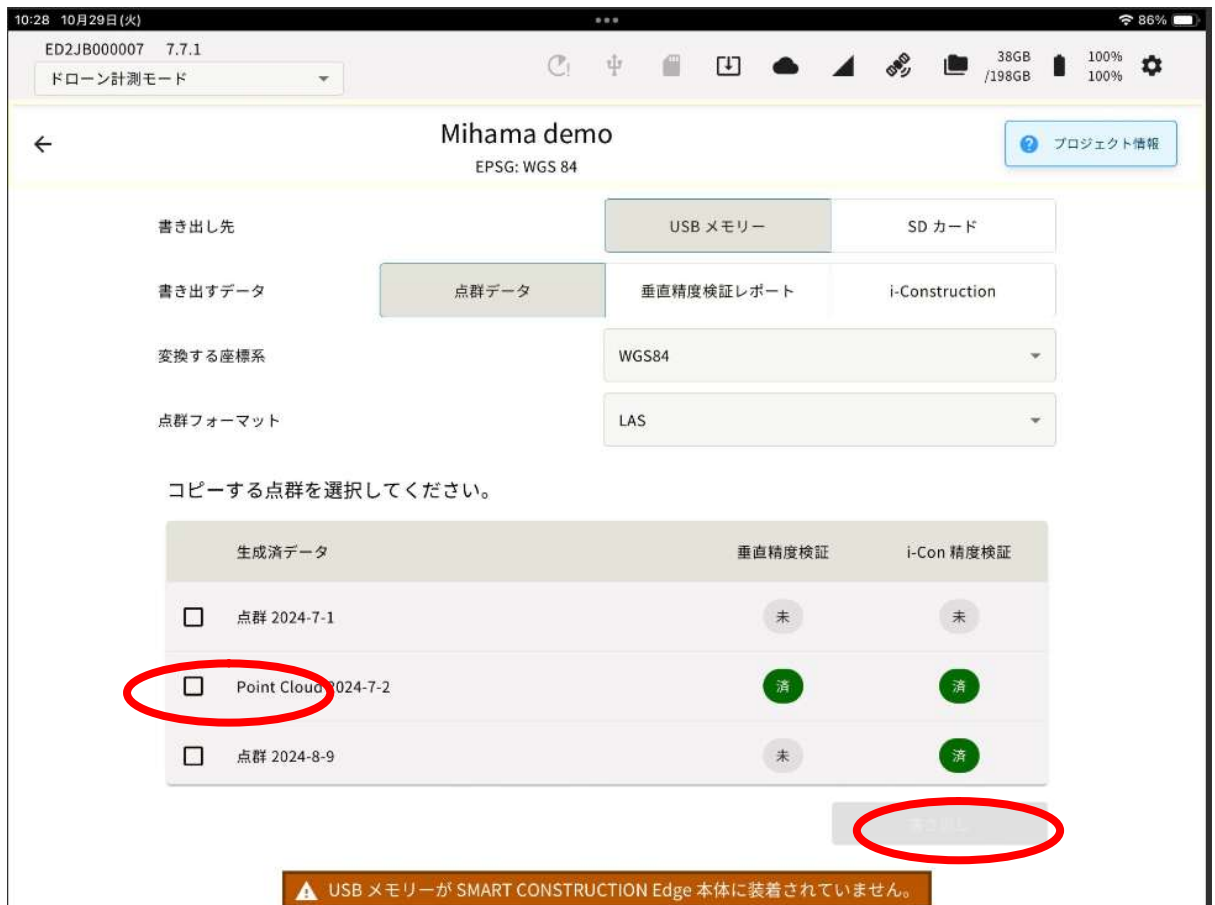 10:28 10月29日(火)
86%
ED2JB000007 7.7.1
ドローン計測モード
38GB
/198GB
100%
100%
Mihama demo
EPSG: WGS 84
プロジェクト情報
書き出し先
USB メモリー
SD カード
書き出すデータ
点群データ
垂直精度検証レポート
i-Construction
変換する座標系
WGS84
点群フォーマット
LAS
コピーする点群を選択してください。
生成済データ
垂直精度検証
i-Con 精度検証
点群 2024-7-1
未
未
Point Cloud 2024-7-2
済
済
点群 2024-8-9
未
済
書き出し
USB メモリーが SMART CONSTRUCTION Edge 本体に装着されていません。